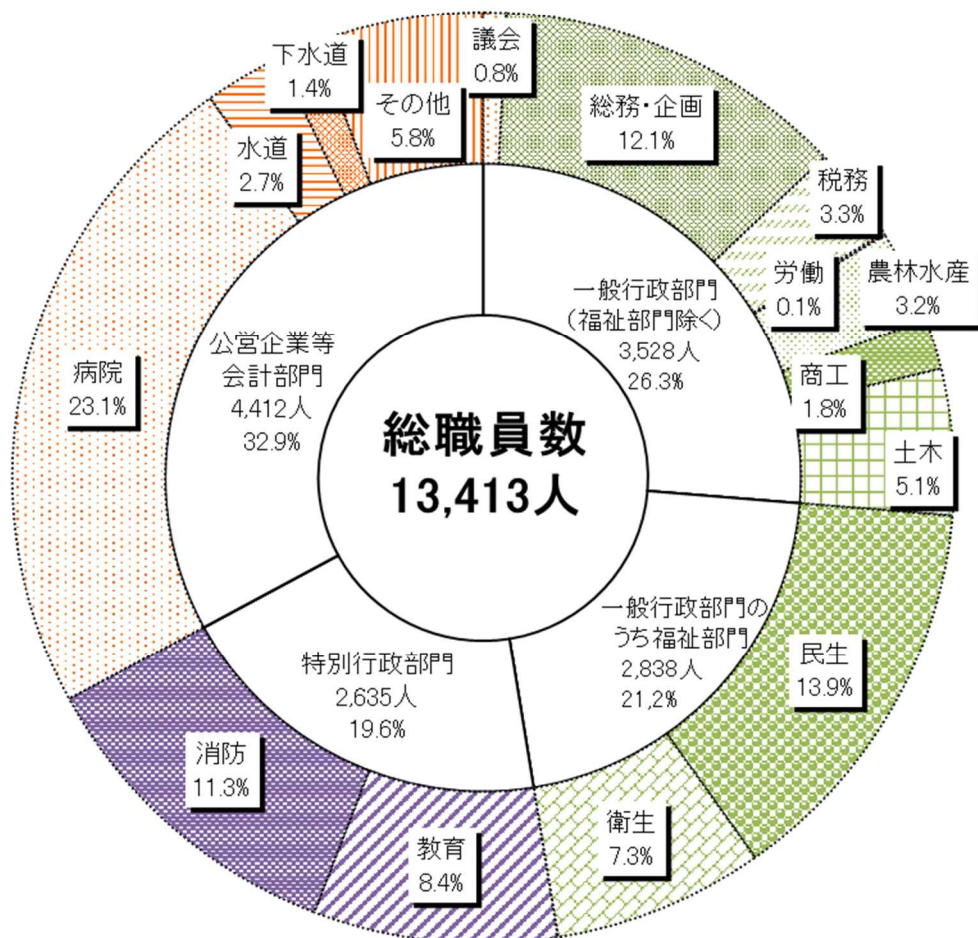 総職員数
13,413人
一般行政部門
(福祉部門除く)
3,528人
26.3%
一般行政部門の
うち福祉部門
2,838人
21,2%
特別行政部門
2,635人
19.6%
公営企業等
会計部門
4,412人
32.9%
議会
0.8%
総務・企画
12.1%
税務
3.3%
労働
0.1%
農林水産
3.2%
商工
1.8%
土木
5.1%
民生
13.9%
衛生
7.3%
教育
8.4%
消防
11.3%
病院
23.1%
水道
2.7%
下水道
1.4%
その他
5.8%